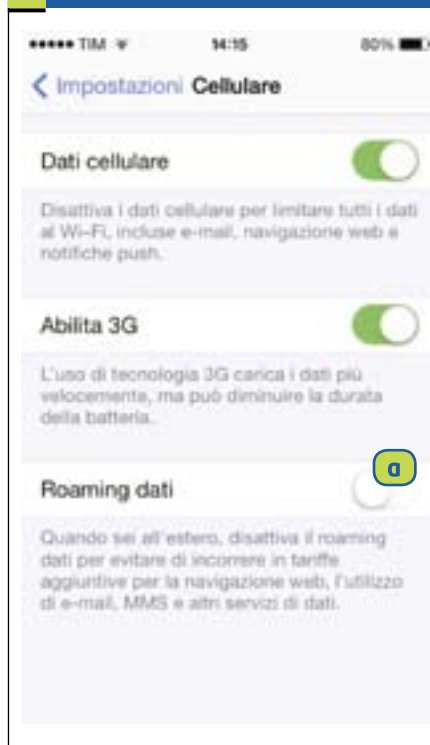 TIM 14:15 80%
Impostazioni Cellulare
Dati cellulare
Disattiva i dati cellulare per limitare tutti i dati
al Wi-Fi, incluse e-mail, navigazione web e
notifiche push.
Abilita 3G
L'uso di tecnologia 3G carica i dati più
velocemente, ma può diminuire la durata
della batteria.
a
Roaming dati
Quando sei all'estero, disattiva il roaming
dati per evitare di incorrere in tariffe
aggiuntive per la navigazione web, l'utilizzo
di e-mail, MMS e altri servizi di dati.